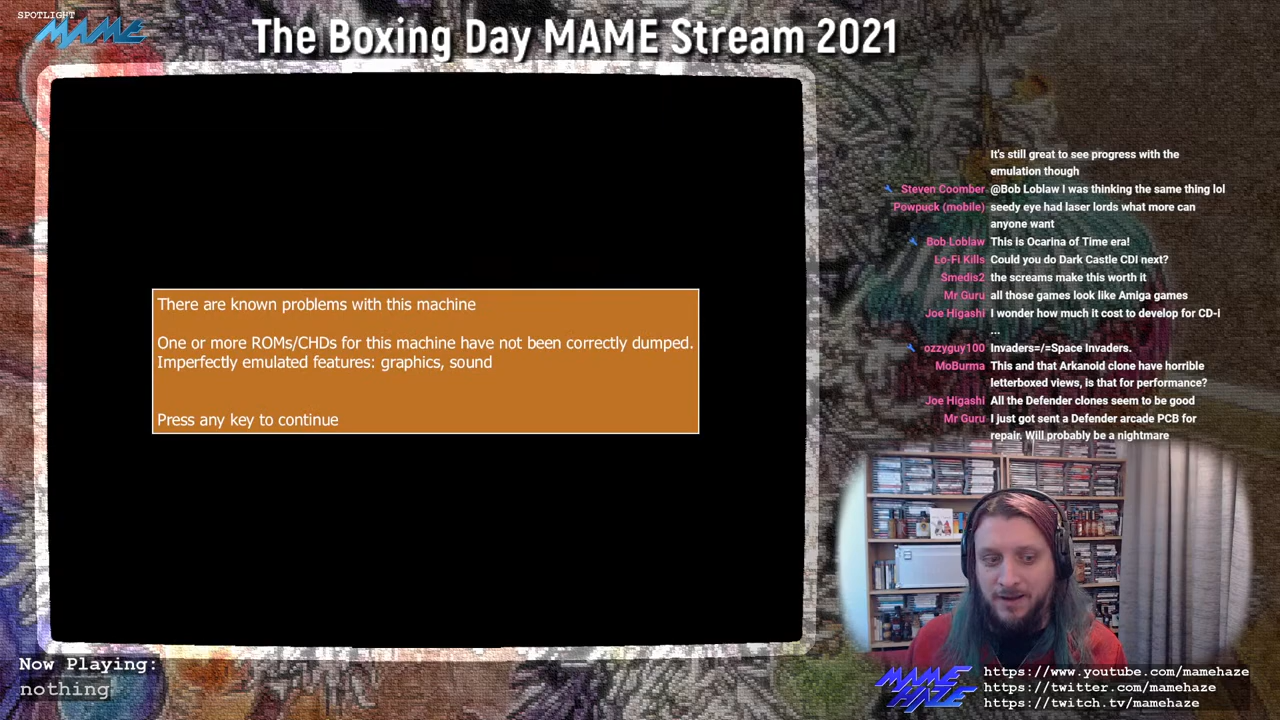 SPOTLIGHT
MAME
The Boxing Day MAME Stream 2021
There are known problems with this machine
One or more ROMs/CHDs for this machine have not been correctly dumped.
Imperfectly emulated features: graphics, sound
Press any key to continue
It's still great to see progress with the
emulation though
Steven Coomber @Bob Loblaw I was thinking the same thing lol
Powpuck (mobile) seedy eye had laser lords what more can
anyone want
Bob Loblaw This is Ocarina of Time era!
Lo-Fi Kills Could you do Dark Castle CDI next?
Smedis2 the screams make this worth it
Mr Guru all those games look like Amiga games
Joe Higashi I wonder how much it cost to develop for CD-i
...
ozzyguy100 Invaders=/=Space Invaders.
MoBurma This and that Arkanoid clone have horrible
letterboxed views, is that for performance?
Joe Higashi All the Defender clones seem to be good
Mr Guru I just got sent a Defender arcade PCB for
repair. Will probably be a nightmare
Now Playing:
nothing
MAME
HAZE
https://www.youtube.com/mamehaze
https://twitter.com/mamehaze
https://twitch.tv/mamehaze